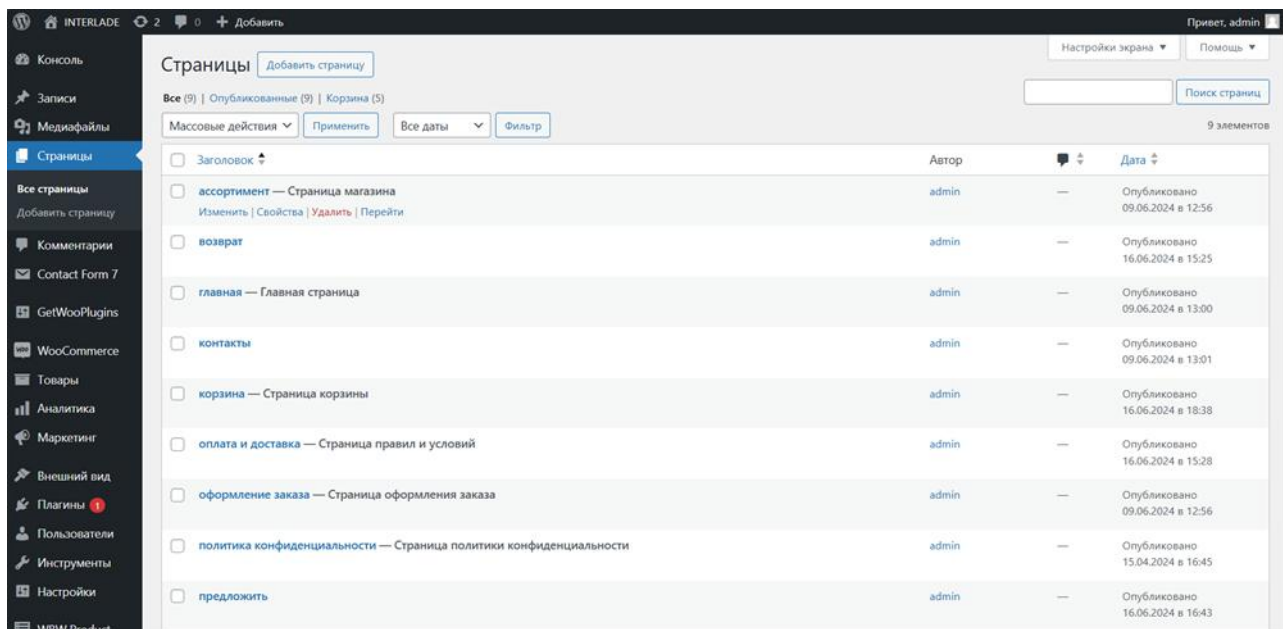 INTERLADE 2 0 Добавить Привет, admin
Консоль
Записи
Медиафайлы
Страницы
Все страницы
Добавить страницу
Комментарии
Contact Form 7
GetWooPlugins
WooCommerce
Товары
Аналитика
Маркетинг
Внешний вид
Плагины 1
Пользователи
Инструменты
Настройки
WBW Product
Настройки экрана ▼ Помощь ▼
Страницы Добавить страницу
Все (9) | Опубликованные (9) | Корзина (5)
Поиск страниц
Массовые действия Применить Все даты Фильтр
9 элементов
Заголовок Автор Дата
ассортимент — Страница магазина admin — Опубликовано
Изменить | Свойства | Удалить | Перейти 09.06.2024 в 12:56
возврат admin — Опубликовано
16.06.2024 в 15:25
главная — Главная страница admin — Опубликовано
09.06.2024 в 13:00
контакты admin — Опубликовано
09.06.2024 в 13:01
корзина — Страница корзины admin — Опубликовано
16.06.2024 в 18:38
оплата и доставка — Страница правил и условий admin — Опубликовано
16.06.2024 в 15:28
оформление заказа — Страница оформления заказа admin — Опубликовано
09.06.2024 в 12:56
политика конфиденциальности — Страница политики конфиденциальности admin — Опубликовано
15.04.2024 в 16:45
предложить admin — Опубликовано
16.06.2024 в 16:43